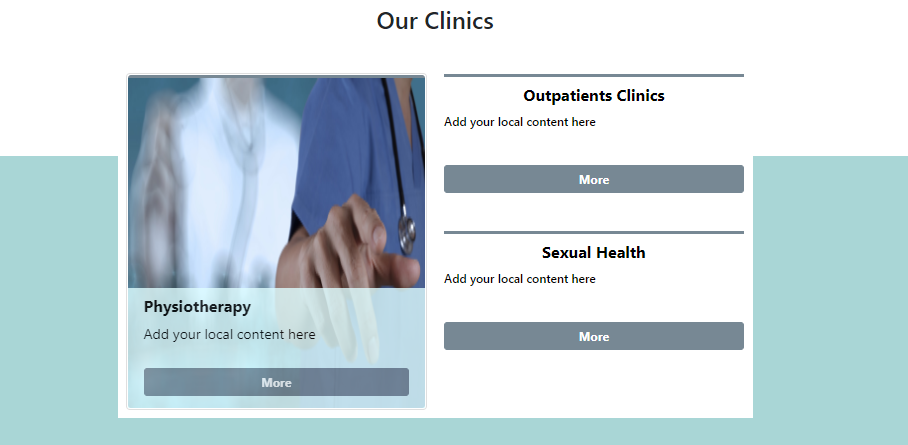 Our Clinics
Physiotherapy
Add your local content here
More
Outpatients Clinics
Add your local content here
More
Sexual Health
Add your local content here
More